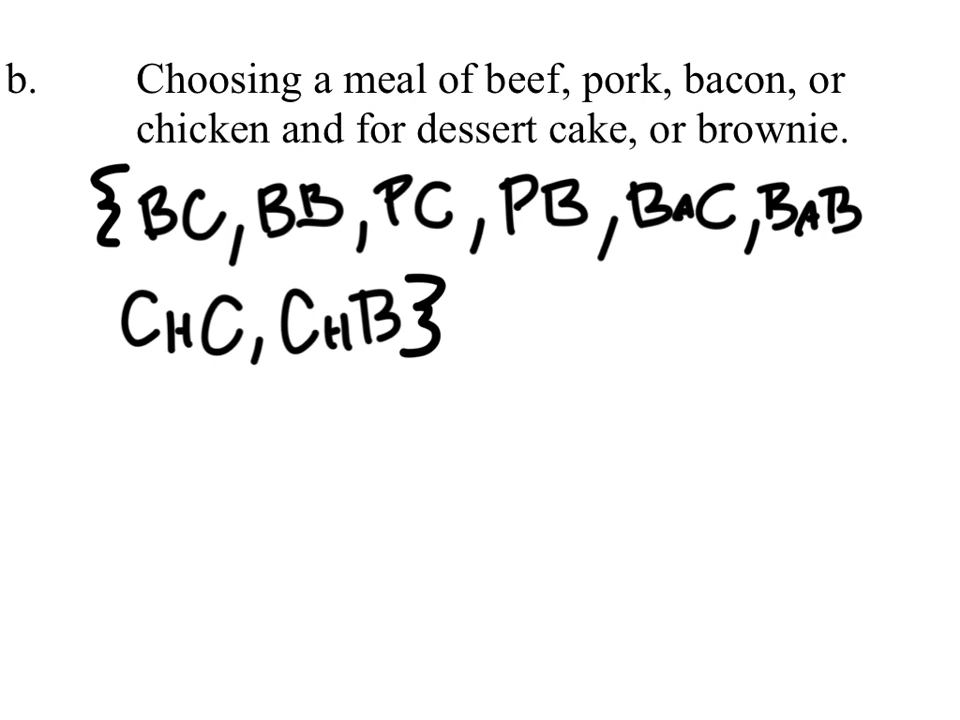 b. Choosing a meal of beef, pork, bacon, or
chicken and for dessert cake, or brownie.
{BC, BB, PC, PB, BAC, BAB
CHC, CHB}